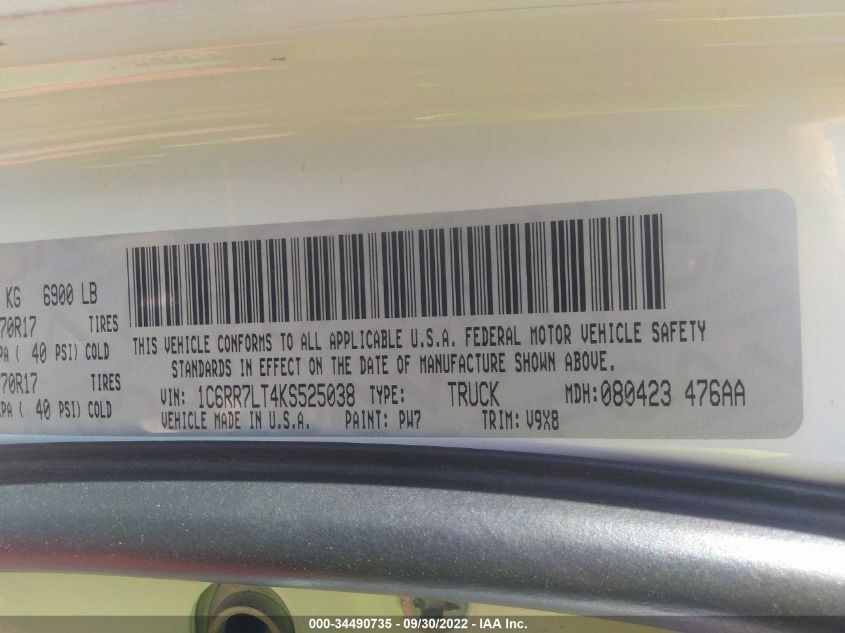 KG 6900 LB
70R17 TIRES
PA ( 40 PSI) COLD
70R17 TIRES
PA ( 40 PSI) COLD
THIS VEHICLE CONFORMS TO ALL APPLICABLE U.S.A. FEDERAL MOTOR VEHICLE SAFETY
STANDARDS IN EFFECT ON THE DATE OF MANUFACTURE SHOWN ABOVE.
VIN: 1C6RR7LT4KS525038 TYPE: TRUCK MDH: 080423 476AA
VEHICLE MADE IN U.S.A. PAINT: PW7 TRIM: V9X8
000-34490735 - 09/30/2022 - IAA Inc.